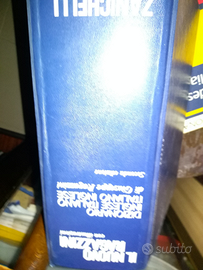 IL NUOVO
RAGAZZINI
DIZIONARIO
INGLESE ITALIANO
ITALIANO INGLESE
di Giuseppe Ragazzini
Seconda edizione
ZANICHELLI
subito